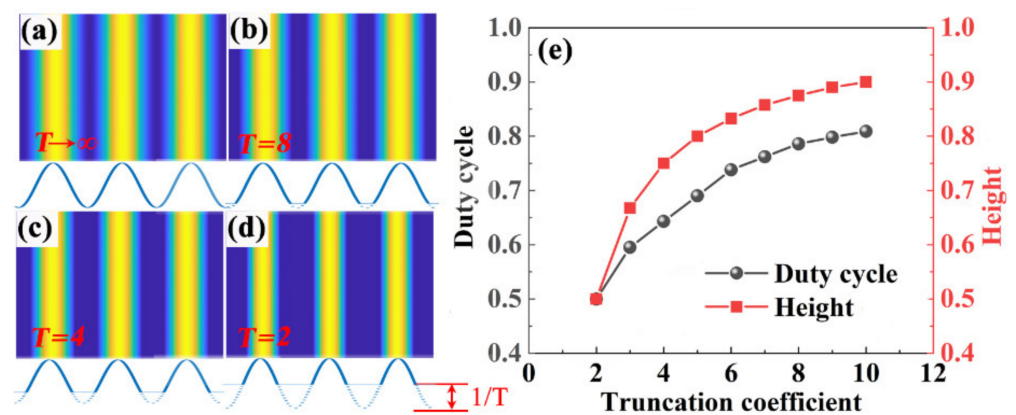 (a)
T→∞
(b)
T=8
(c)
T=4
(d)
T=2
1/T
(e)
Duty cycle
1.0
0.9
0.8
0.7
0.6
0.5
0.4
0 2 4 6 8 10 12
Truncation coefficient
Duty cycle
Height
1.0
0.9
0.8
0.7
0.6
0.5
0.4
Height